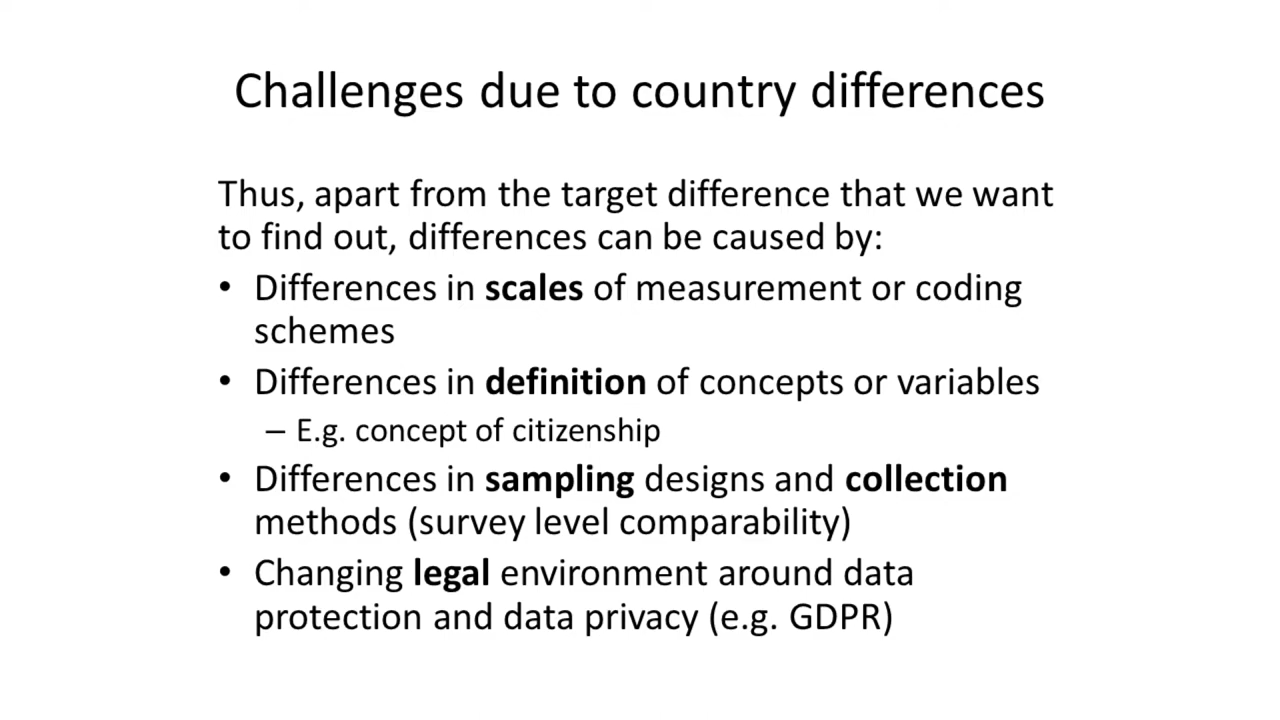 Challenges due to country differences
Thus, apart from the target difference that we want
to find out, differences can be caused by:
• Differences in scales of measurement or coding
schemes
• Differences in definition of concepts or variables
– E.g. concept of citizenship
• Differences in sampling designs and collection
methods (survey level comparability)
• Changing legal environment around data
protection and data privacy (e.g. GDPR)